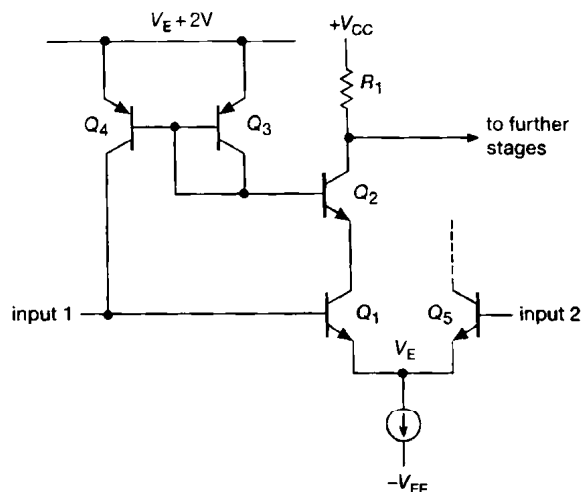 V_E + 2V
+V_CC
R_1
Q_4
Q_3
to further
stages
Q_2
input 1
Q_1
Q_5
input 2
V_E
−V_EE